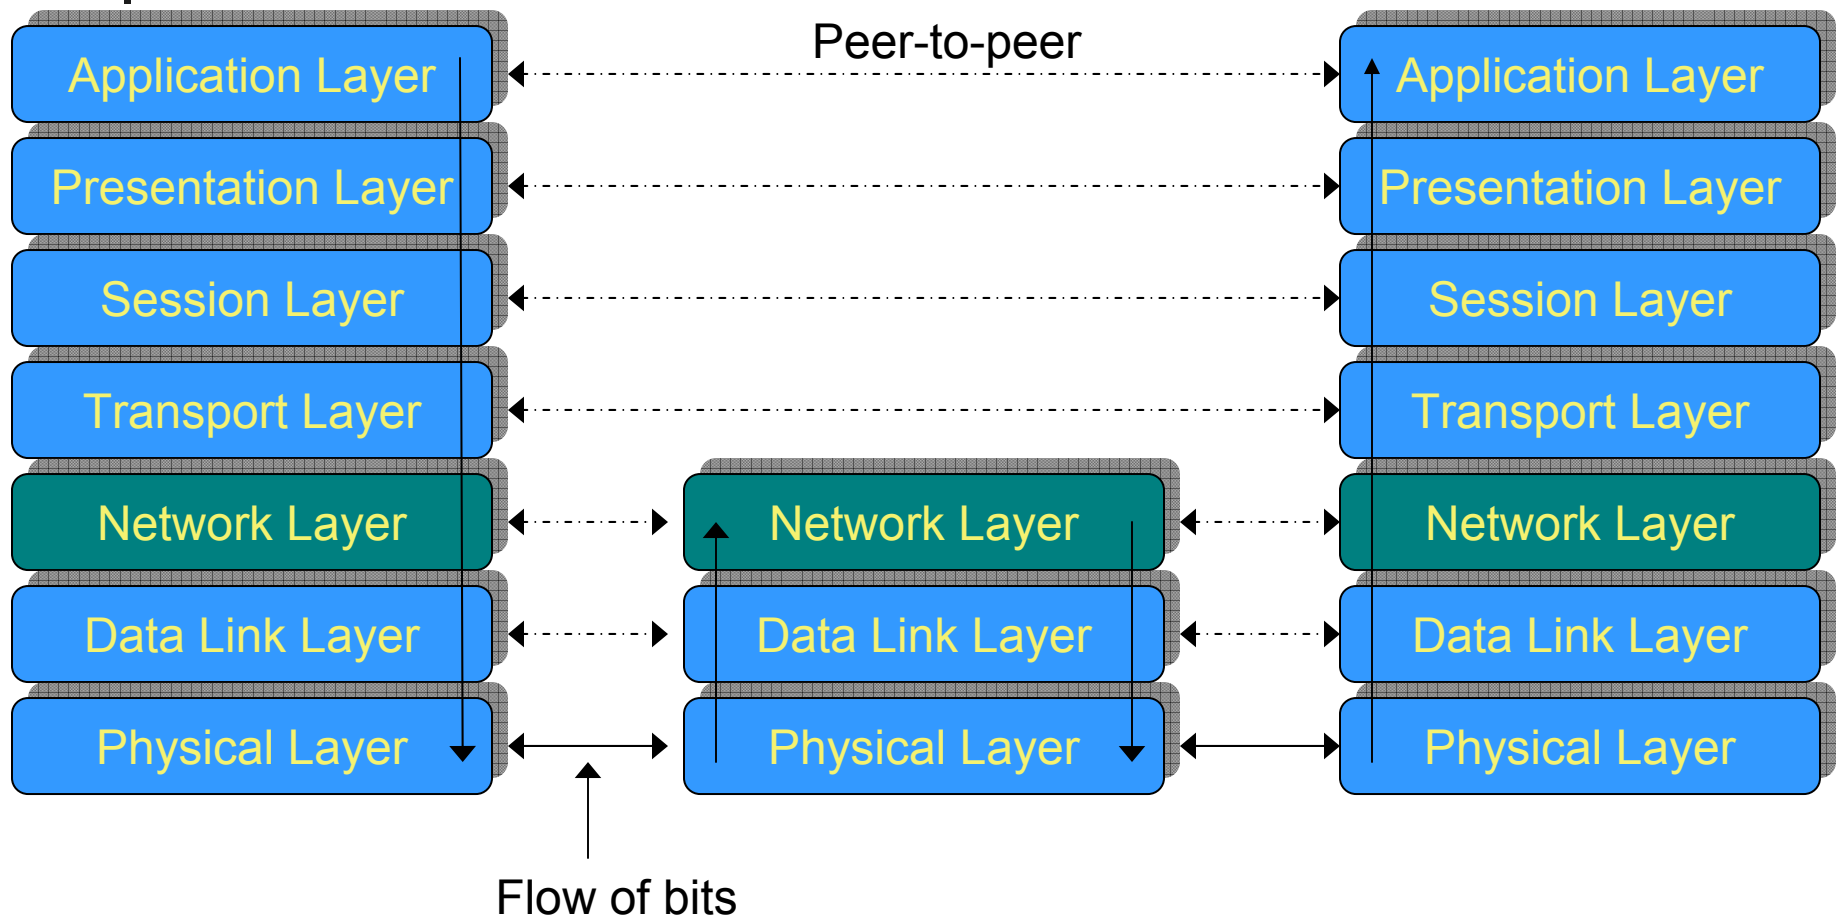 Peer-to-peer
Application Layer
Application Layer
Presentation Layer
Presentation Layer
Session Layer
Session Layer
Transport Layer
Transport Layer
Network Layer
Network Layer
Network Layer
Data Link Layer
Data Link Layer
Data Link Layer
Physical Layer
Physical Layer
Physical Layer
Flow of bits